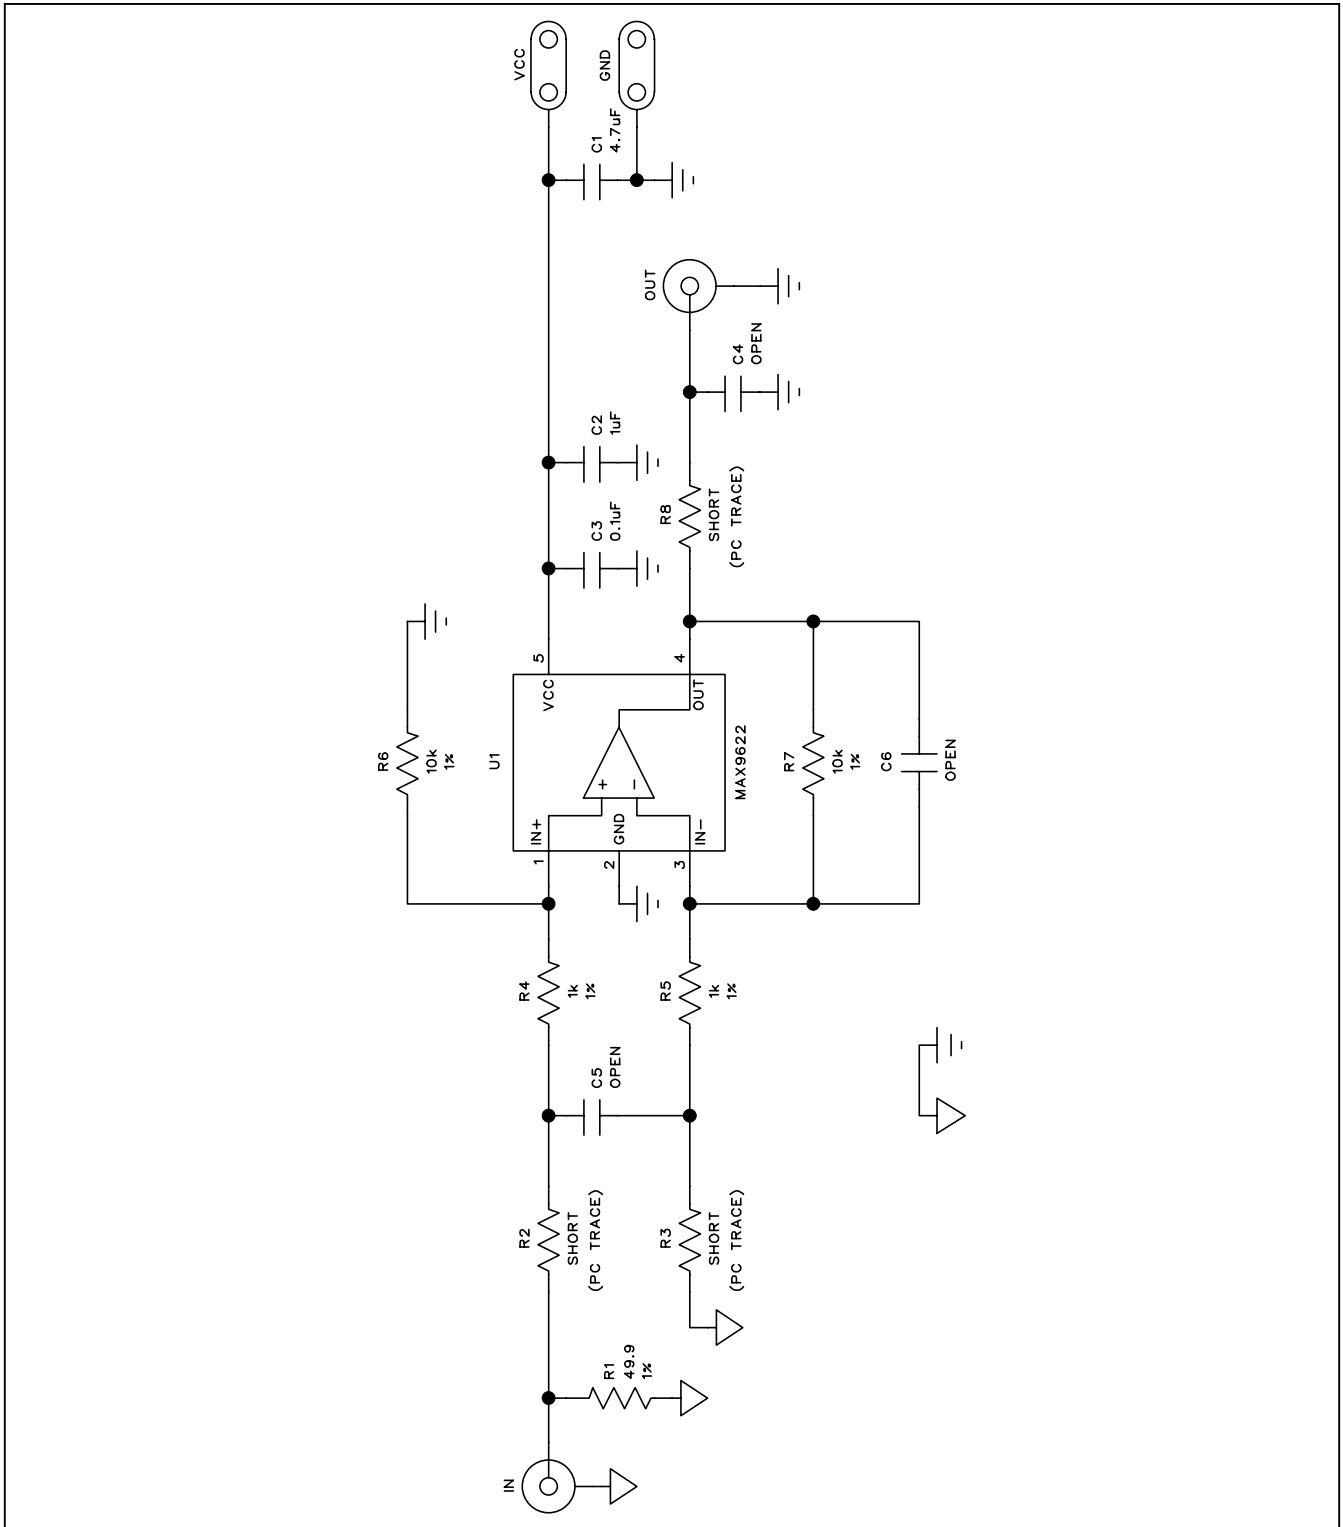 VCC
GND
C1
4.7uF
OUT
C4
OPEN
C2
1uF
C3
0.1uF
R8
SHORT
(PC TRACE)
5
VCC
4
OUT
R6
10k
1%
U1
+
−
MAX9622
R7
10k
1%
C6
OPEN
IN+
GND
IN−
1
2
3
R4
1k
1%
R5
1k
1%
C5
OPEN
R2
SHORT
(PC TRACE)
R3
SHORT
(PC TRACE)
R1
49.9
1%
IN